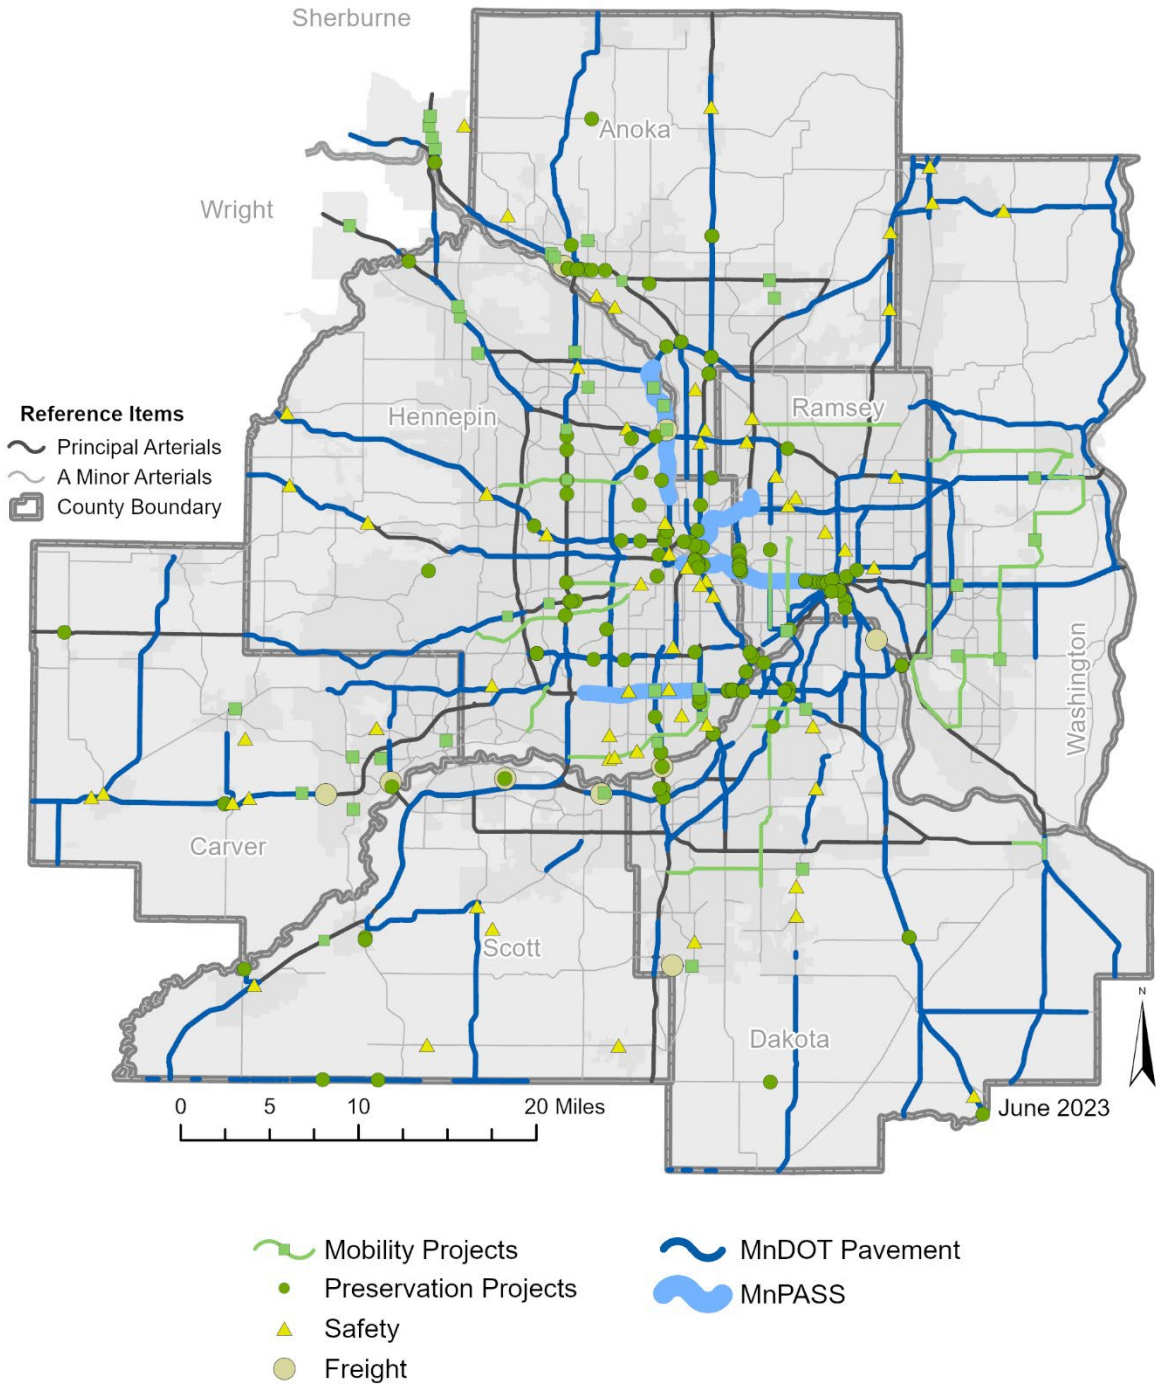 Sherburne
Anoka
Wright
Reference Items
Principal Arterials
A Minor Arterials
County Boundary
Hennepin
Ramsey
Washington
Carver
Scott
N
Dakota
0 5 10 20 Miles
June 2023
Mobility Projects
Preservation Projects
Safety
Freight
MnDOT Pavement
MnPASS